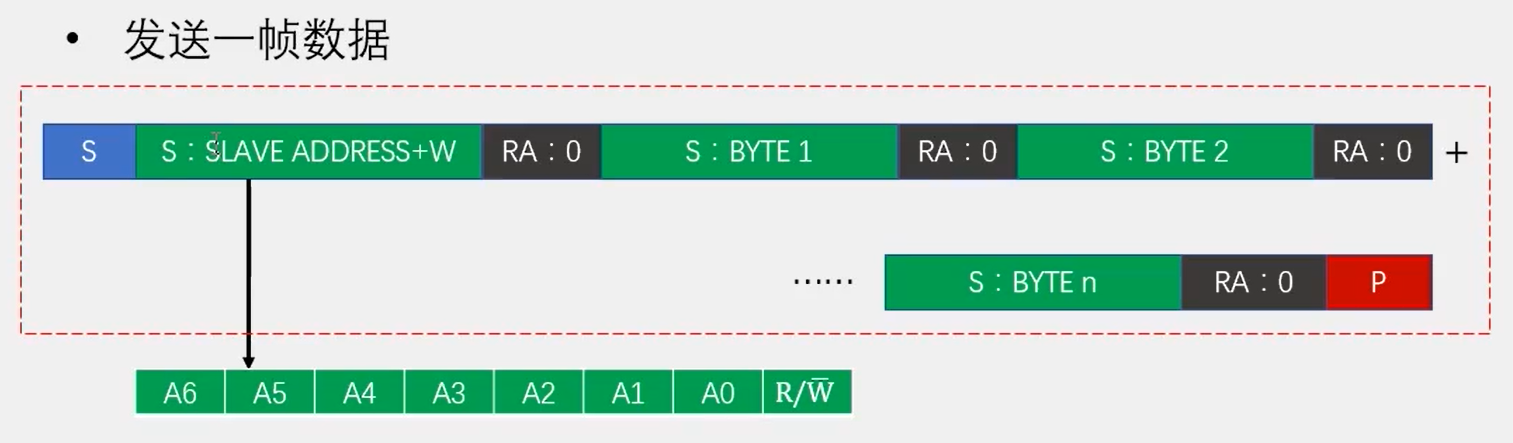 • 发送一帧数据
S S：SLAVE ADDRESS+W RA：0 S：BYTE 1 RA：0 S：BYTE 2 RA：0 +
…… S：BYTE n RA：0 P
A6 A5 A4 A3 A2 A1 A0 R/W̅